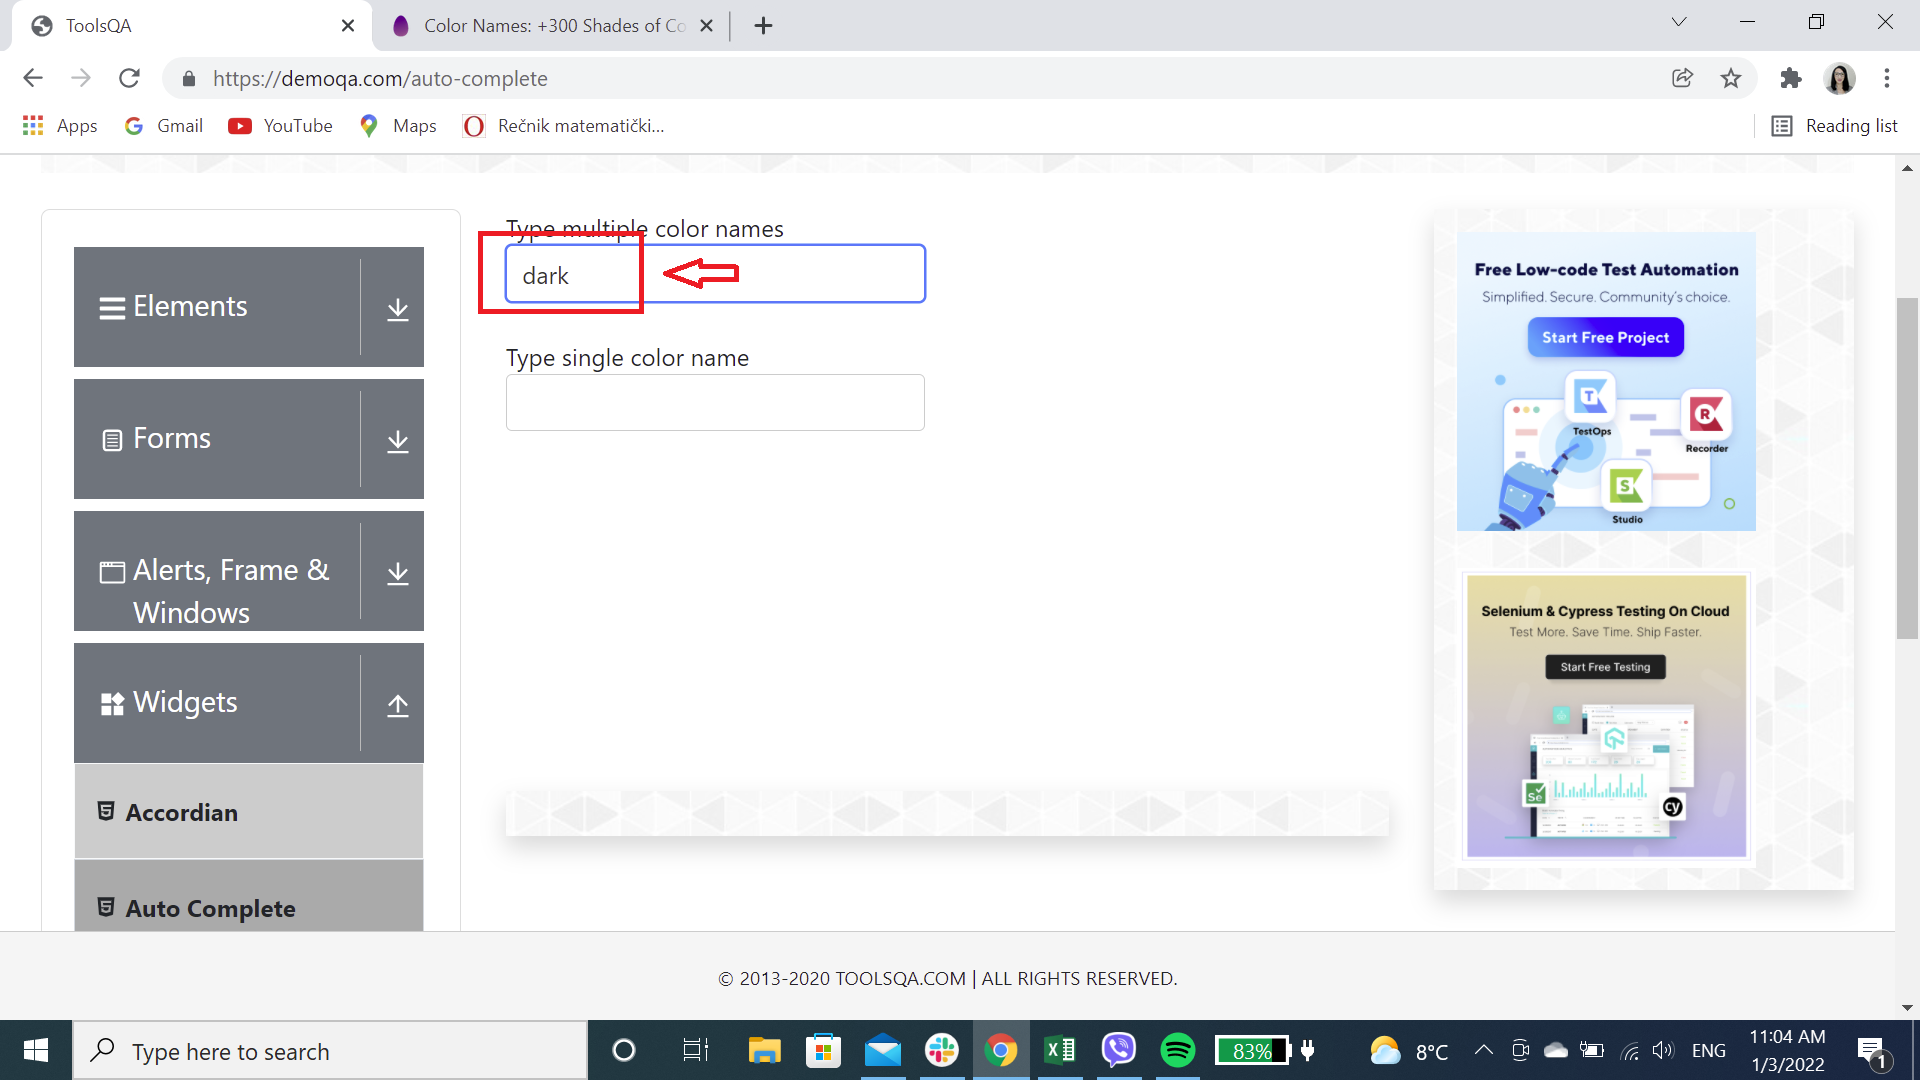 ToolsQA
Color Names: +300 Shades of Co
https://demoqa.com/auto-complete
Apps
Gmail
YouTube
Maps
Rečnik matematički...
Reading list
Elements
Forms
Alerts, Frame &
Windows
Widgets
Accordian
Auto Complete
Type multiple color names
dark
Type single color name
Free Low-code Test Automation
Simplified. Secure. Community's choice.
Start Free Project
TestOps
Recorder
Studio
Selenium & Cypress Testing On Cloud
Test More. Save Time. Ship Faster.
Start Free Testing
Se
cy
© 2013-2020 TOOLSQA.COM | ALL RIGHTS RESERVED.
Type here to search
83%
8°C
ENG
11:04 AM
1/3/2022
1